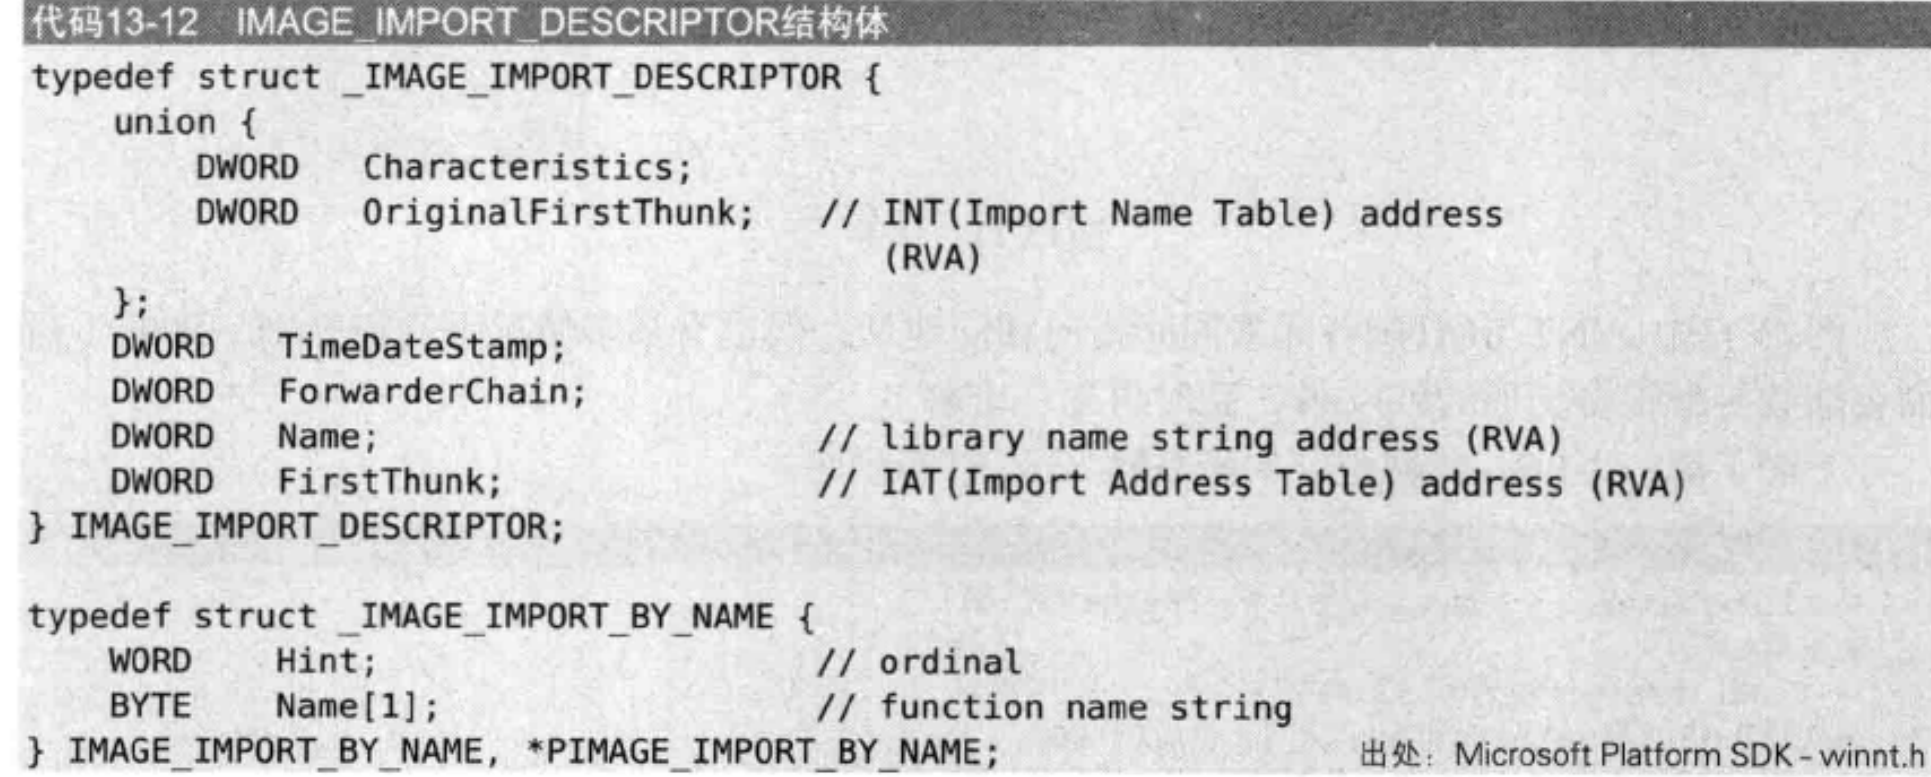 代码13-12 IMAGE_IMPORT_DESCRIPTOR结构体
typedef struct _IMAGE_IMPORT_DESCRIPTOR {
    union {
        DWORD   Characteristics;
        DWORD   OriginalFirstThunk;   // INT(Import Name Table) address
                                         (RVA)
    };
    DWORD   TimeDateStamp;
    DWORD   ForwarderChain;
    DWORD   Name;                     // library name string address (RVA)
    DWORD   FirstThunk;               // IAT(Import Address Table) address (RVA)
} IMAGE_IMPORT_DESCRIPTOR;

typedef struct _IMAGE_IMPORT_BY_NAME {
    WORD    Hint;                     // ordinal
    BYTE    Name[1];                  // function name string
} IMAGE_IMPORT_BY_NAME, *PIMAGE_IMPORT_BY_NAME;
出处：Microsoft Platform SDK - winnt.h